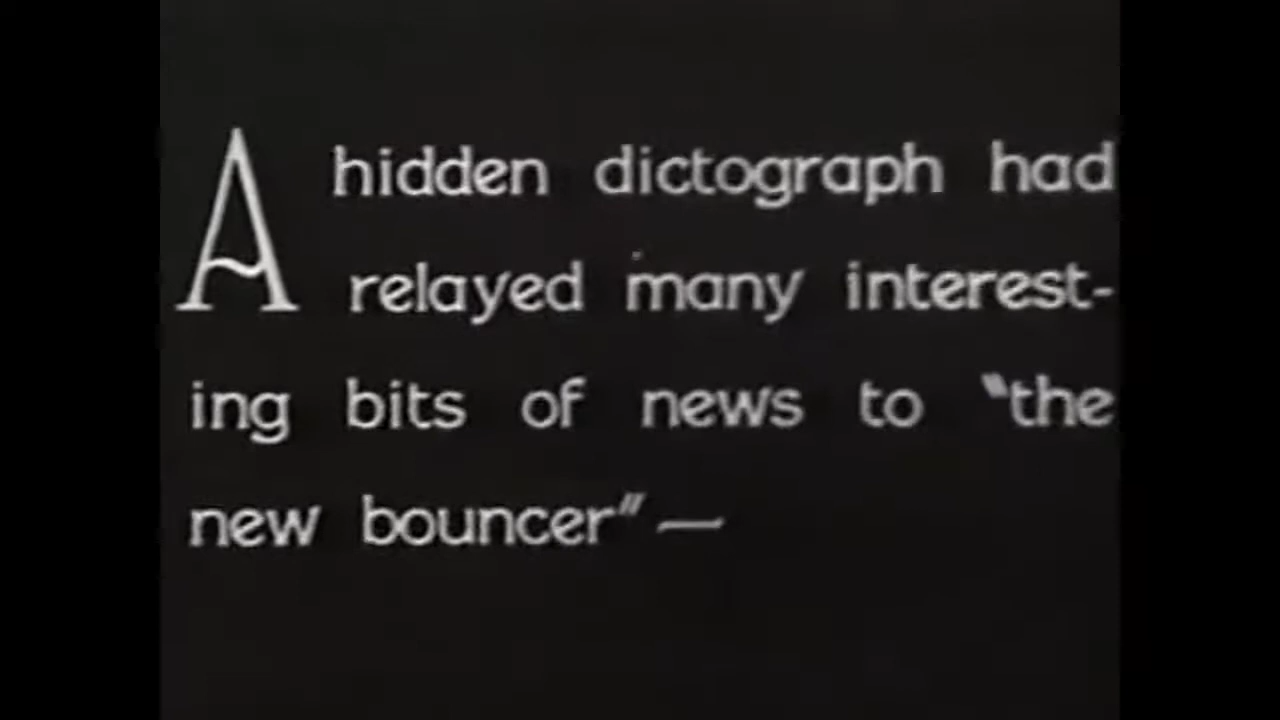 A hidden dictograph had
relayed many interest-
ing bits of news to "the
new bouncer" —